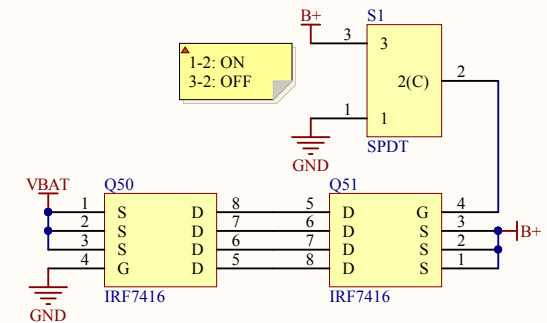 B+
S1
3
3
1-2: ON
3-2: OFF
2(C)
2
1
1
GND
SPDT
VBAT
Q50
Q51
1
S
D
8
5
D
G
4
2
S
D
7
6
D
S
3
B+
3
S
D
6
7
D
S
2
4
G
D
5
8
D
S
1
IRF7416
IRF7416
GND